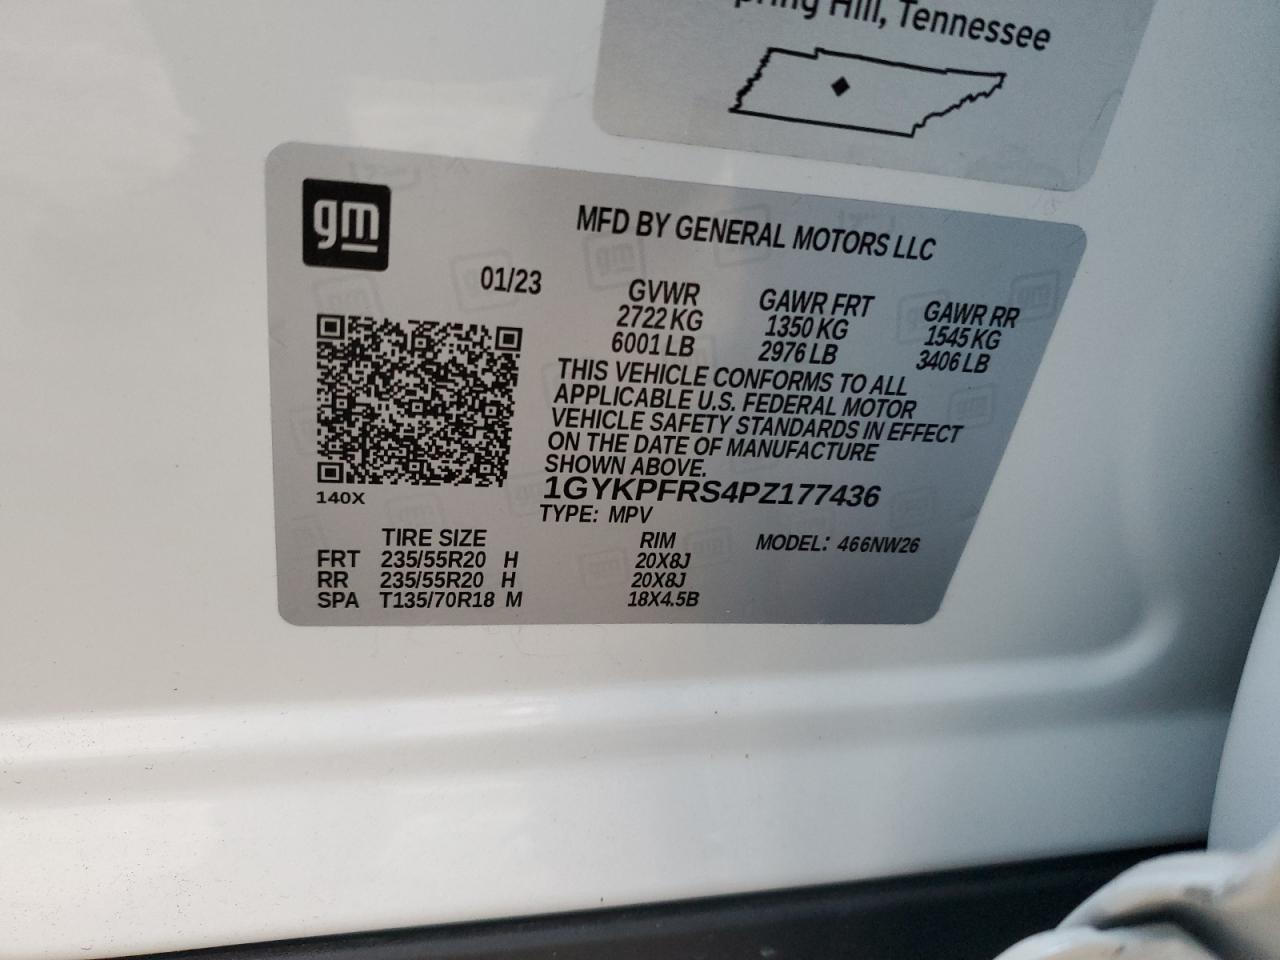 Hill, Tennessee
gm
MFD BY GENERAL MOTORS LLC
01/23
GVWR GAWR FRT GAWR RR
2722 KG 1350 KG 1545 KG
6001 LB 2976 LB 3406 LB
THIS VEHICLE CONFORMS TO ALL
APPLICABLE U.S. FEDERAL MOTOR
VEHICLE SAFETY STANDARDS IN EFFECT
ON THE DATE OF MANUFACTURE
SHOWN ABOVE.
140X
1GYKPFRS4PZ177436
TYPE: MPV
TIRE SIZE RIM MODEL: 466NW26
FRT 235/55R20 H 20X8J
RR 235/55R20 H 20X8J
SPA T135/70R18 M 18X4.5B